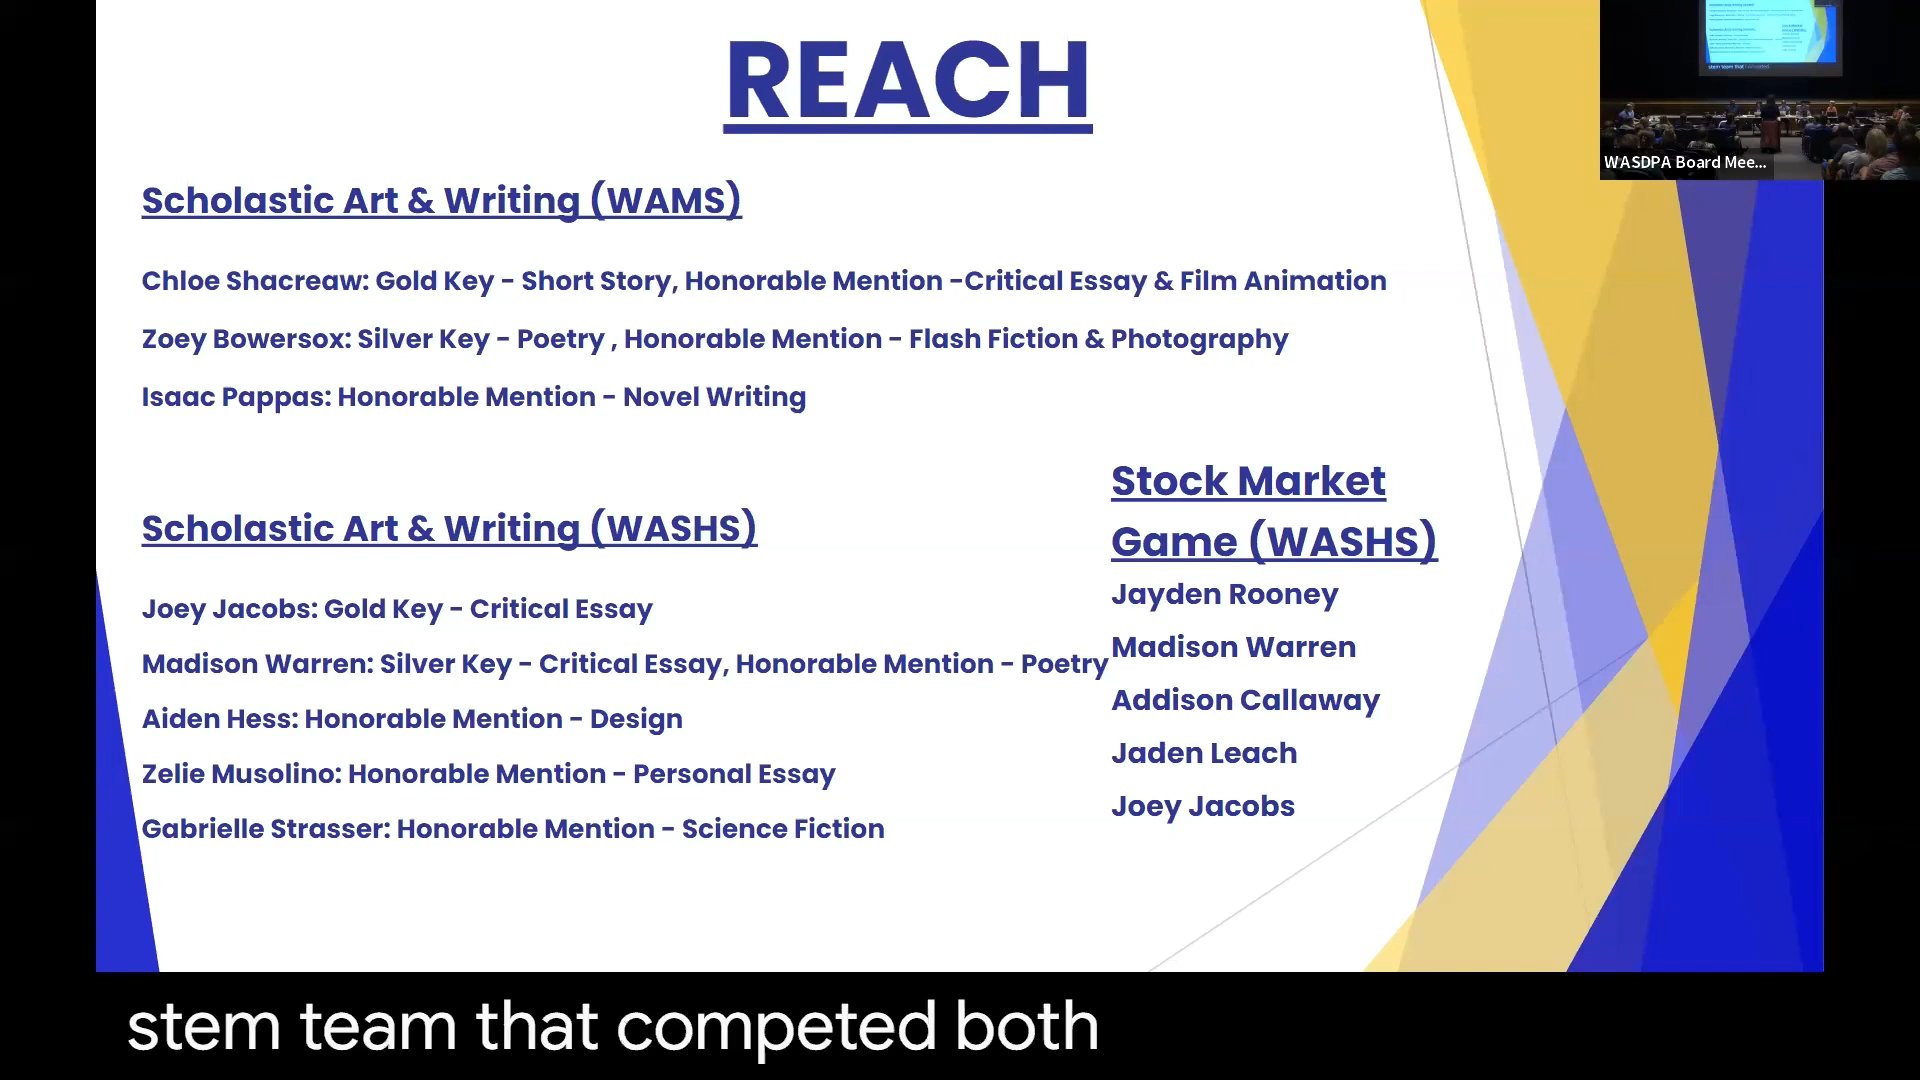 REACH
Scholastic Art & Writing (WAMS)
Chloe Shacreaw: Gold Key - Short Story, Honorable Mention -Critical Essay & Film Animation
Zoey Bowersox: Silver Key - Poetry , Honorable Mention - Flash Fiction & Photography
Isaac Pappas: Honorable Mention - Novel Writing
Scholastic Art & Writing (WASHS)
Joey Jacobs: Gold Key - Critical Essay
Madison Warren: Silver Key - Critical Essay, Honorable Mention - Poetry
Aiden Hess: Honorable Mention - Design
Zelie Musolino: Honorable Mention - Personal Essay
Gabrielle Strasser: Honorable Mention - Science Fiction
Stock Market
Game (WASHS)
Jayden Rooney
Madison Warren
Addison Callaway
Jaden Leach
Joey Jacobs
WASDPA Board Mee...
stem team that
stem team that competed both